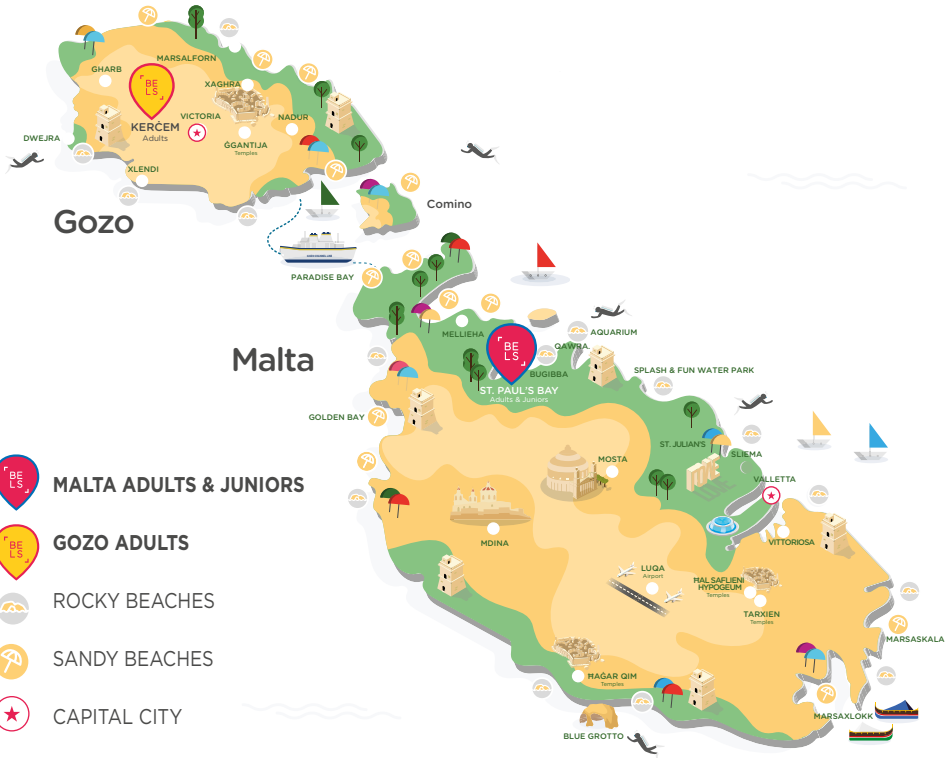 MARSALFORN
GHARB
XAGHRA
BE
LS
VICTORIA
NADUR
KERĊEM
Adults
DWEJRA
ĠGANTIJA
Temples
XLENDI
Comino
Gozo
PARADISE BAY
MELLIEHA
AQUARIUM
QAWRA
BE
LS
Malta
BUGIBBA
SPLASH & FUN WATER PARK
ST. PAUL'S BAY
Adults & Juniors
GOLDEN BAY
ST. JULIAN'S
SLIEMA
MOSTA
VALLETTA
BE
LS
MALTA ADULTS & JUNIORS
MDINA
VITTORIOSA
BE
LS
GOZO ADULTS
LUQA
Airport
ĦAL SAFLIENI
HYPOGEUM
Temples
TARXIEN
Temples
ROCKY BEACHES
MARSASKALA
SANDY BEACHES
ĦAĠAR QIM
Temples
CAPITAL CITY
MARSAXLOKK
BLUE GROTTO